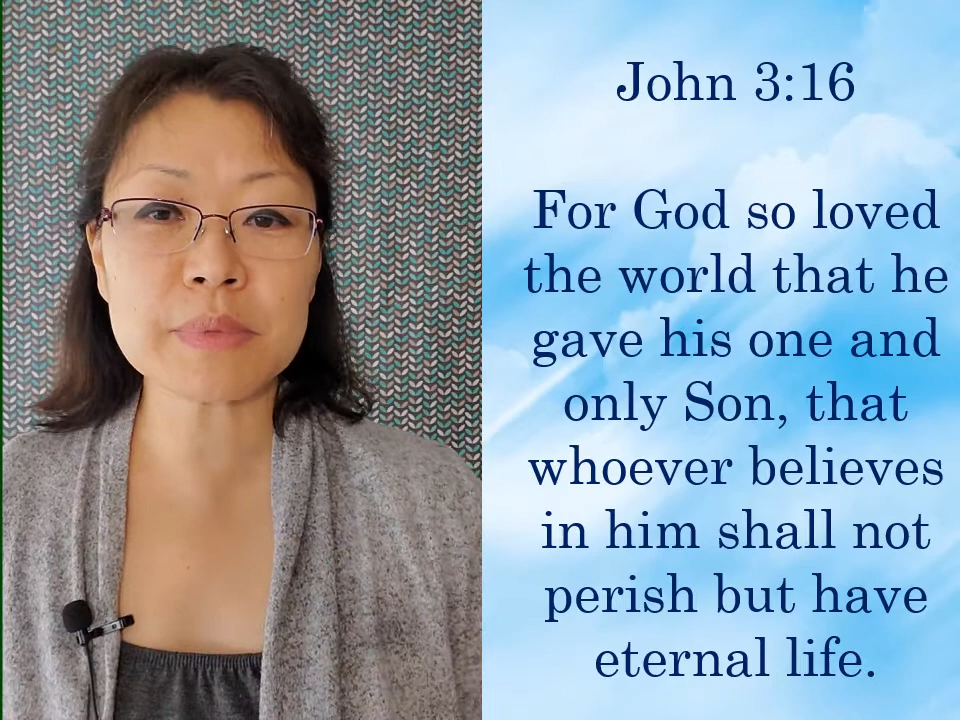 John 3:16
For God so loved
the world that he
gave his one and
only Son, that
whoever believes
in him shall not
perish but have
eternal life.